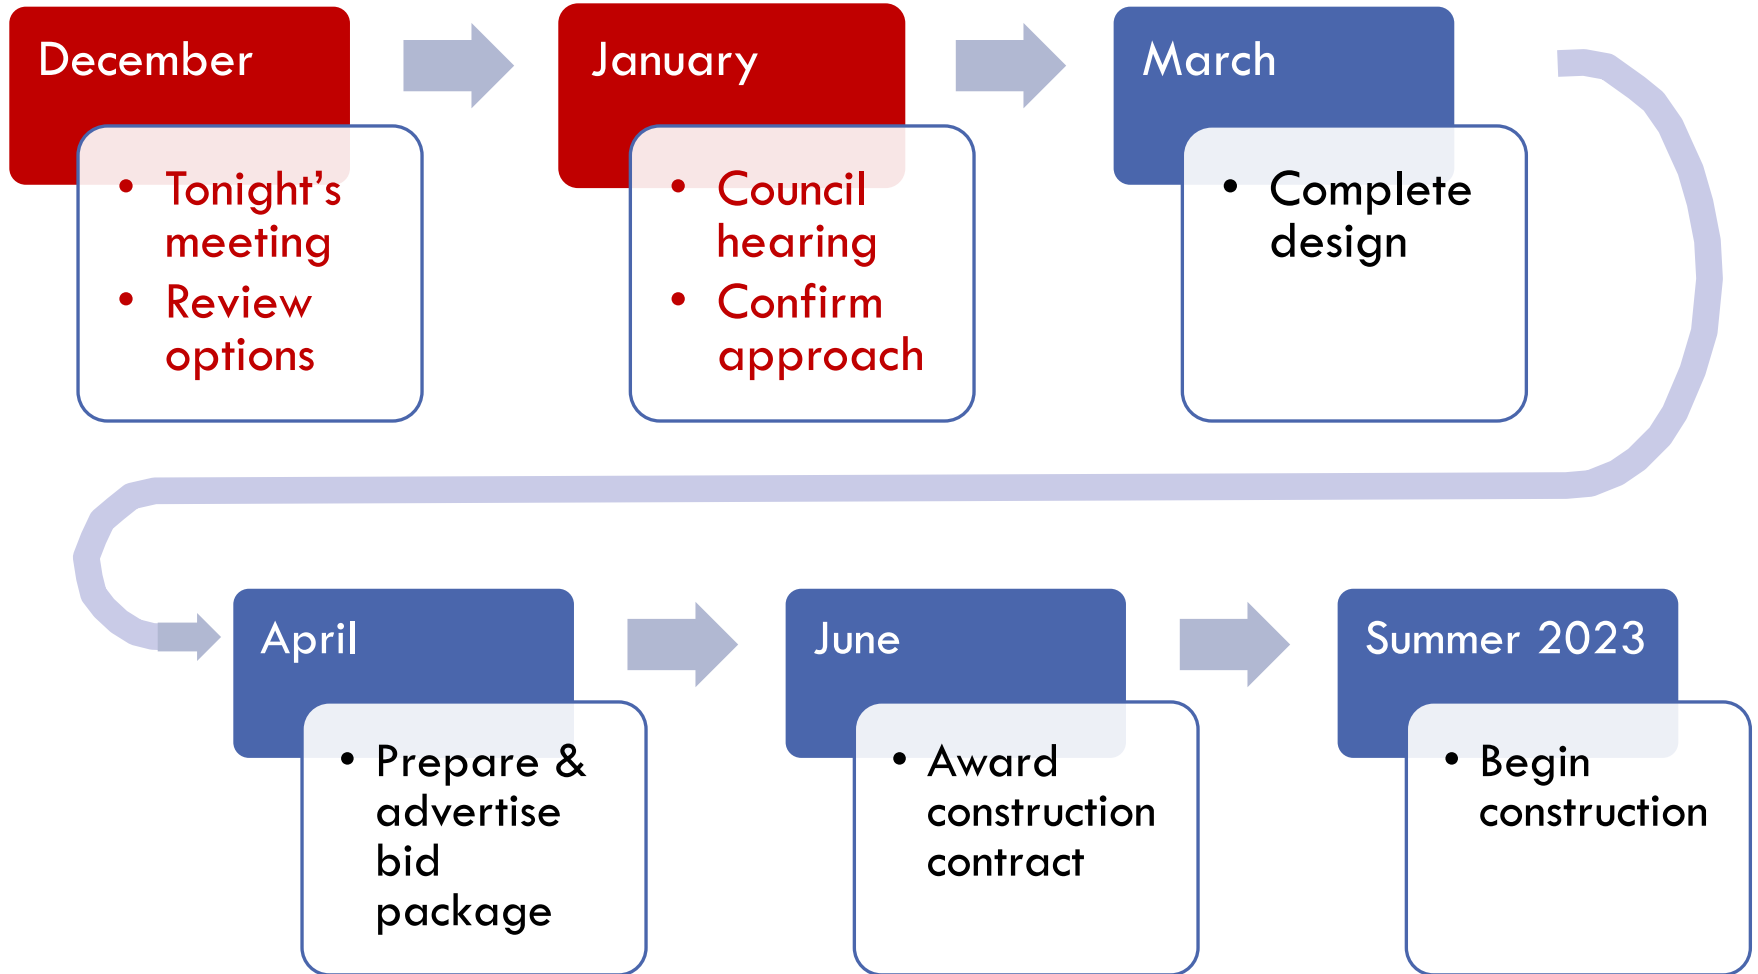 December
• Tonight’s
meeting
• Review
options
January
• Council
hearing
• Confirm
approach
March
• Complete
design
April
• Prepare &
advertise
bid
package
June
• Award
construction
contract
Summer 2023
• Begin
construction